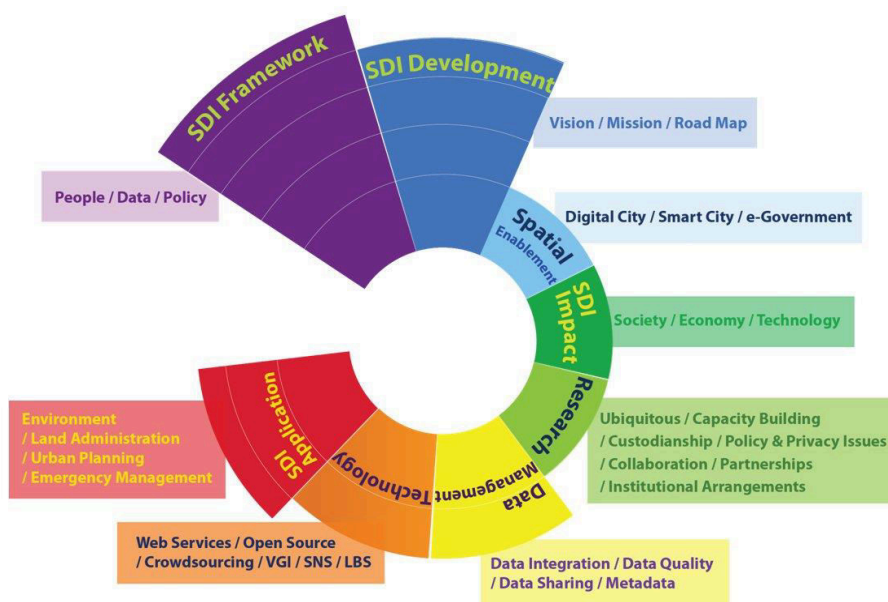 SDI Framework
SDI Development
Vision / Mission / Road Map
People / Data / Policy
Spatial
Enablement
Digital City / Smart City / e-Government
SDI
Impact
Society / Economy / Technology
Research
Ubiquitous / Capacity Building
/ Custodianship / Policy & Privacy Issues
/ Collaboration / Partnerships
/ Institutional Arrangements
Data
Management
Data Integration / Data Quality
/ Data Sharing / Metadata
Technology
Web Services / Open Source
/ Crowdsourcing / VGI / SNS / LBS
SDI
Application
Environment
/ Land Administration
/ Urban Planning
/ Emergency Management